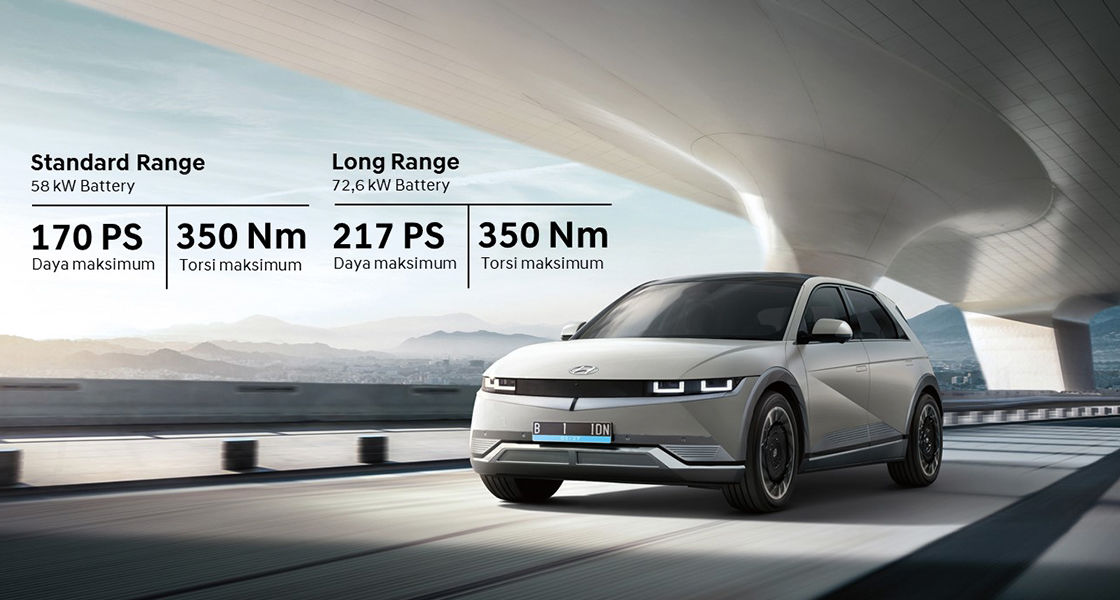 Standard Range
58 kW Battery
170 PS
Daya maksimum
350 Nm
Torsi maksimum
Long Range
72,6 kW Battery
217 PS
Daya maksimum
350 Nm
Torsi maksimum
B 1 ION